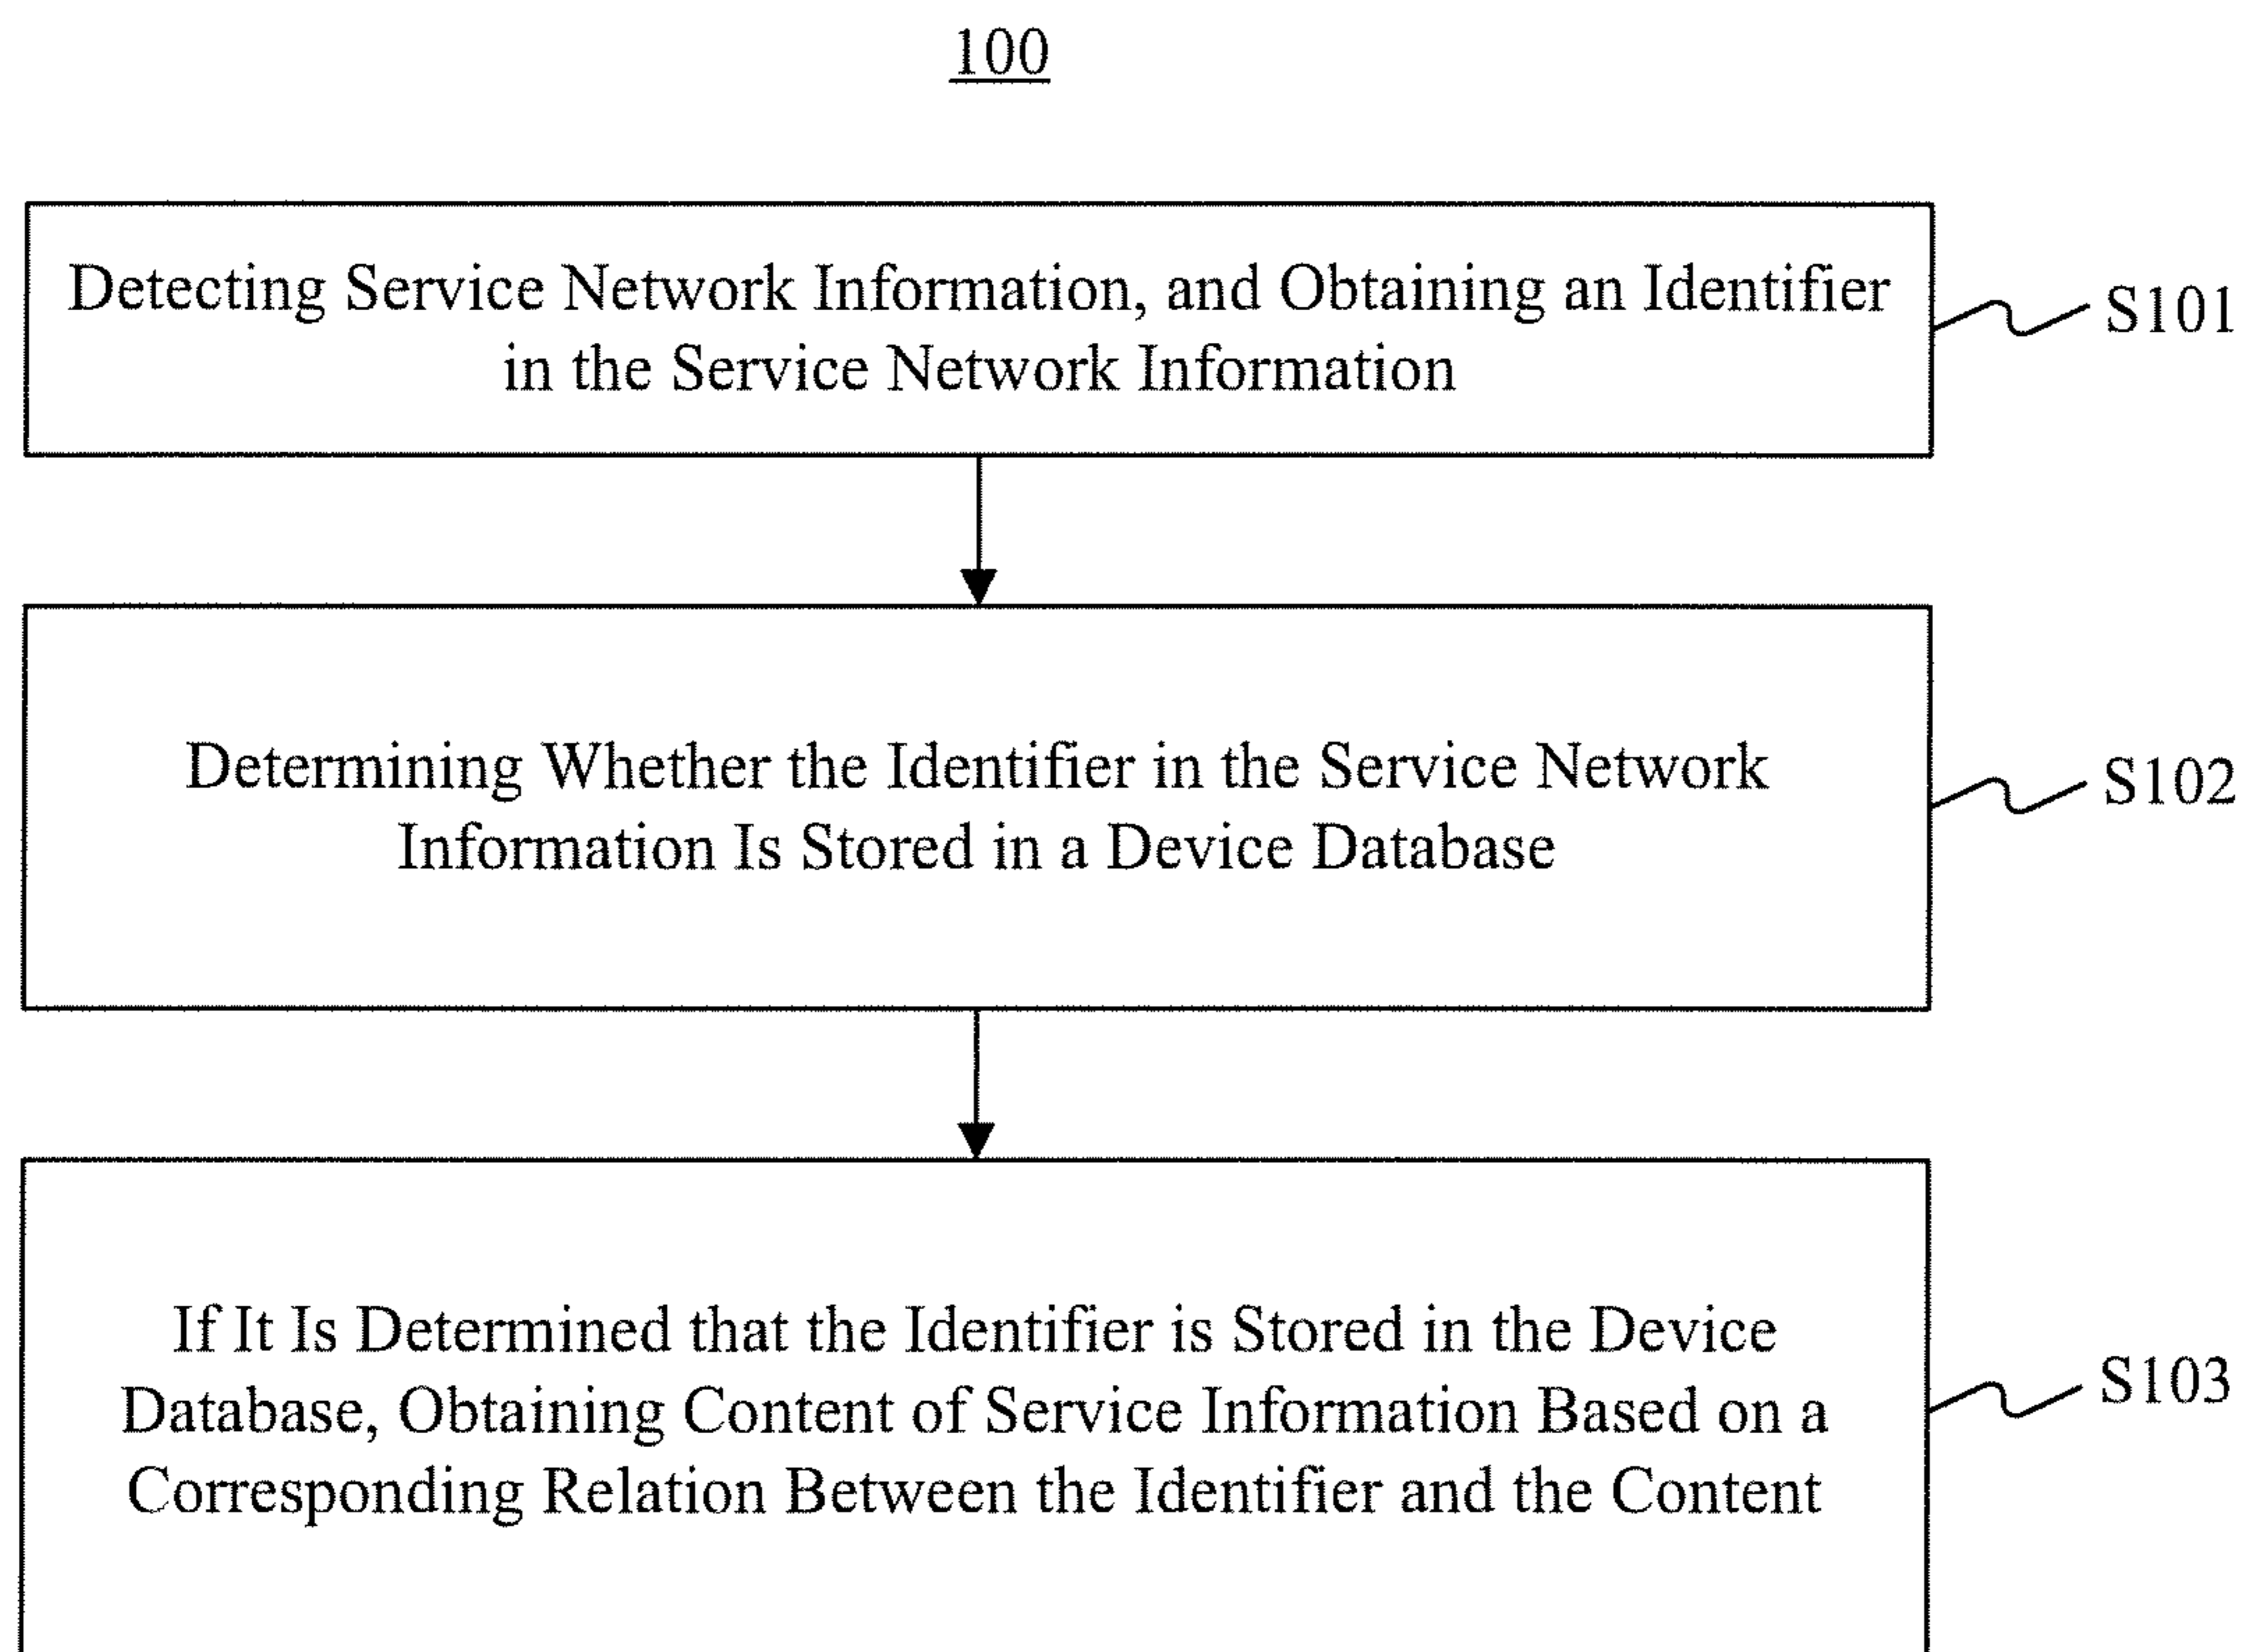 100
Detecting Service Network Information, and Obtaining an Identifier
in the Service Network Information
S101
Determining Whether the Identifier in the Service Network
Information Is Stored in a Device Database
S102
If It Is Determined that the Identifier is Stored in the Device
Database, Obtaining Content of Service Information Based on a
Corresponding Relation Between the Identifier and the Content
S103